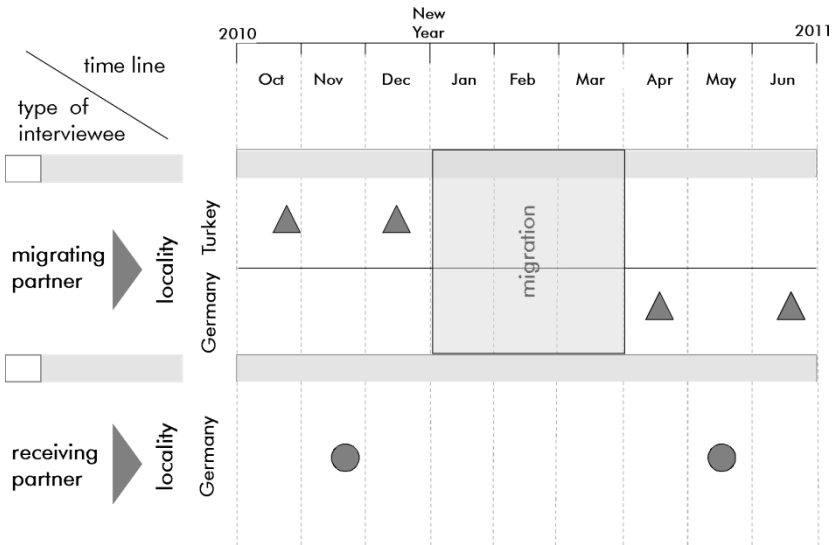 2010
New
Year
2011
time line
type of
interviewee
Oct Nov Dec Jan Feb Mar Apr May Jun
migrating
partner
locality
Turkey
Germany
migration
receiving
partner
locality
Germany